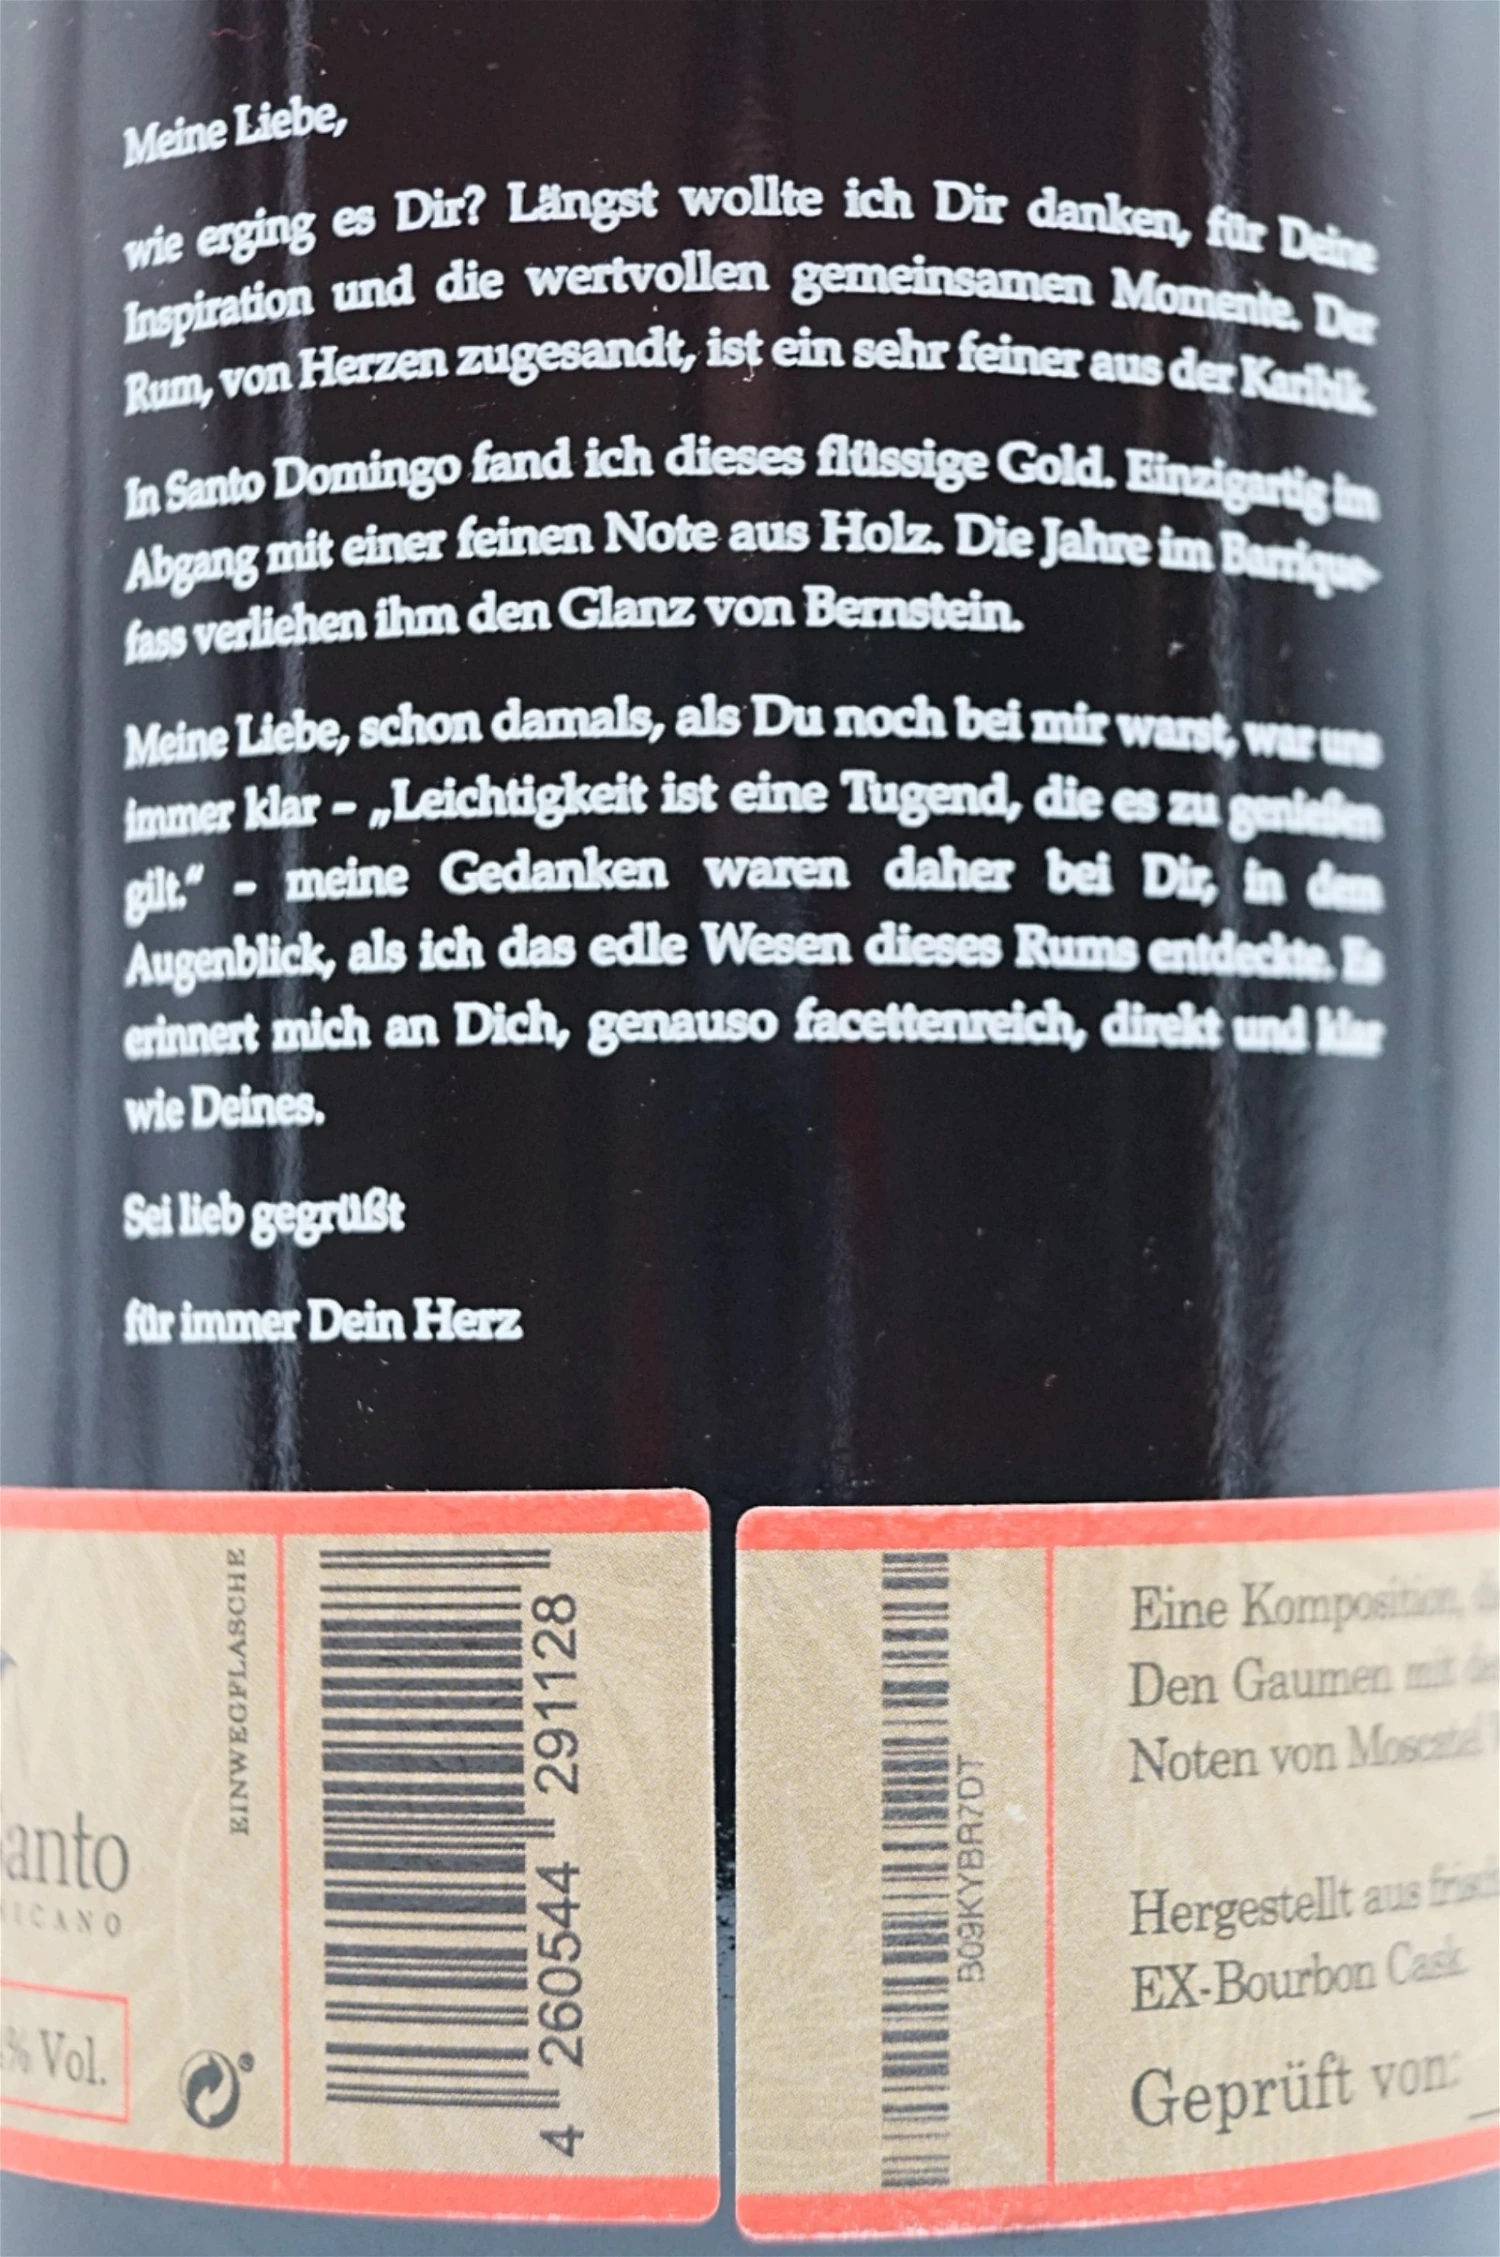 Meine Liebe,
wie erging es Dir? Längst wollte ich Dir danken, für Deine
Inspiration und die wertvollen gemeinsamen Momente. Der
Rum, von Herzen zugesandt, ist ein sehr feiner aus der Karibik.
In Santo Domingo fand ich dieses flüssige Gold. Einzigartig im
Abgang mit einer feinen Note aus Holz. Die Jahre im Barrique-
fass verliehen ihm den Glanz von Bernstein.
Meine Liebe, schon damals, als Du noch bei mir warst, war uns
immer klar – „Leichtigkeit ist eine Tugend, die es zu genießen
gilt.“ – meine Gedanken waren daher bei Dir, in dem
Augenblick, als ich das edle Wesen dieses Rums entdeckte. Es
erinnert mich an Dich, genauso facettenreich, direkt und klar
wie Deines.
Sei lieb gegrüßt
für immer Dein Herz
anto
ICANO
% Vol.
EINWEGFLASCHE
4 260544 291128
B09KYBR7DT
Eine Komposition,
Den Gaumen mit
Noten von Moscatel
Hergestellt aus frisch
EX-Bourbon Cask
Geprüft von: